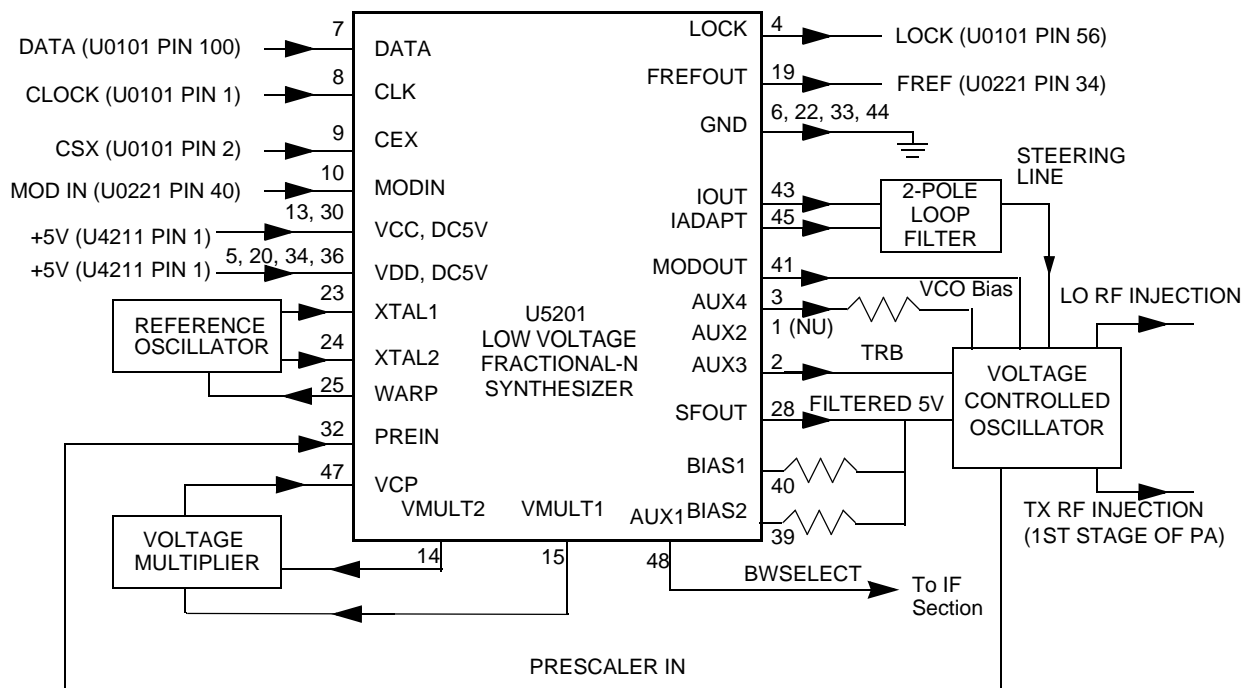 DATA (U0101 PIN 100)
7
DATA
CLOCK (U0101 PIN 1)
8
CLK
CSX (U0101 PIN 2)
9
CEX
MOD IN (U0221 PIN 40)
10
MODIN
+5V (U4211 PIN 1)
13, 30
VCC, DC5V
+5V (U4211 PIN 1)
5, 20, 34, 36
VDD, DC5V
REFERENCE
OSCILLATOR
23
XTAL1
24
XTAL2
25
WARP
32
PREIN
47
VCP
VOLTAGE
MULTIPLIER
VMULT2
14
VMULT1
15
U5201
LOW VOLTAGE
FRACTIONAL-N
SYNTHESIZER
LOCK
4
LOCK (U0101 PIN 56)
FREFOUT
19
FREF (U0221 PIN 34)
GND
6, 22, 33, 44
IOUT
43
IADAPT
45
2-POLE
LOOP
FILTER
STEERING
LINE
MODOUT
41
AUX4
3
VCO Bias
AUX2
1 (NU)
AUX3
2
TRB
SFOUT
28
FILTERED 5V
BIAS1
40
BIAS2
39
AUX1
48
BWSELECT
To IF
Section
VOLTAGE
CONTROLLED
OSCILLATOR
LO RF INJECTION
TX RF INJECTION
(1ST STAGE OF PA)
PRESCALER IN